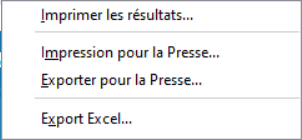 Imprimer les résultats...
Impression pour la Presse...
Exporter pour la Presse...
Export Excel...